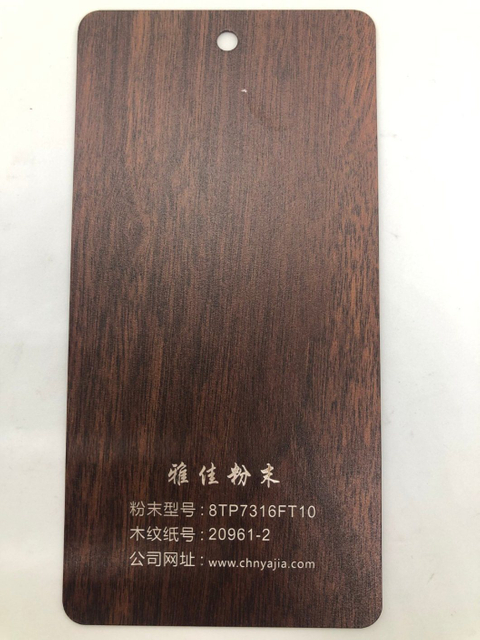 雅佳粉末
粉末型号：8TP7316FT10
木纹纸号：20961-2
公司网址：www.chnyajia.com